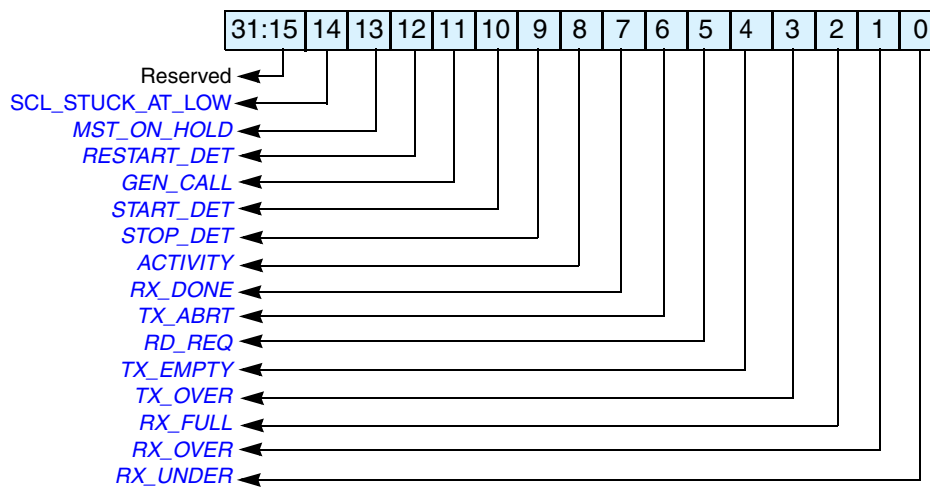 31:15 14 13 12 11 10 9 8 7 6 5 4 3 2 1 0
Reserved
SCL_STUCK_AT_LOW
MST_ON_HOLD
RESTART_DET
GEN_CALL
START_DET
STOP_DET
ACTIVITY
RX_DONE
TX_ABRT
RD_REQ
TX_EMPTY
TX_OVER
RX_FULL
RX_OVER
RX_UNDER